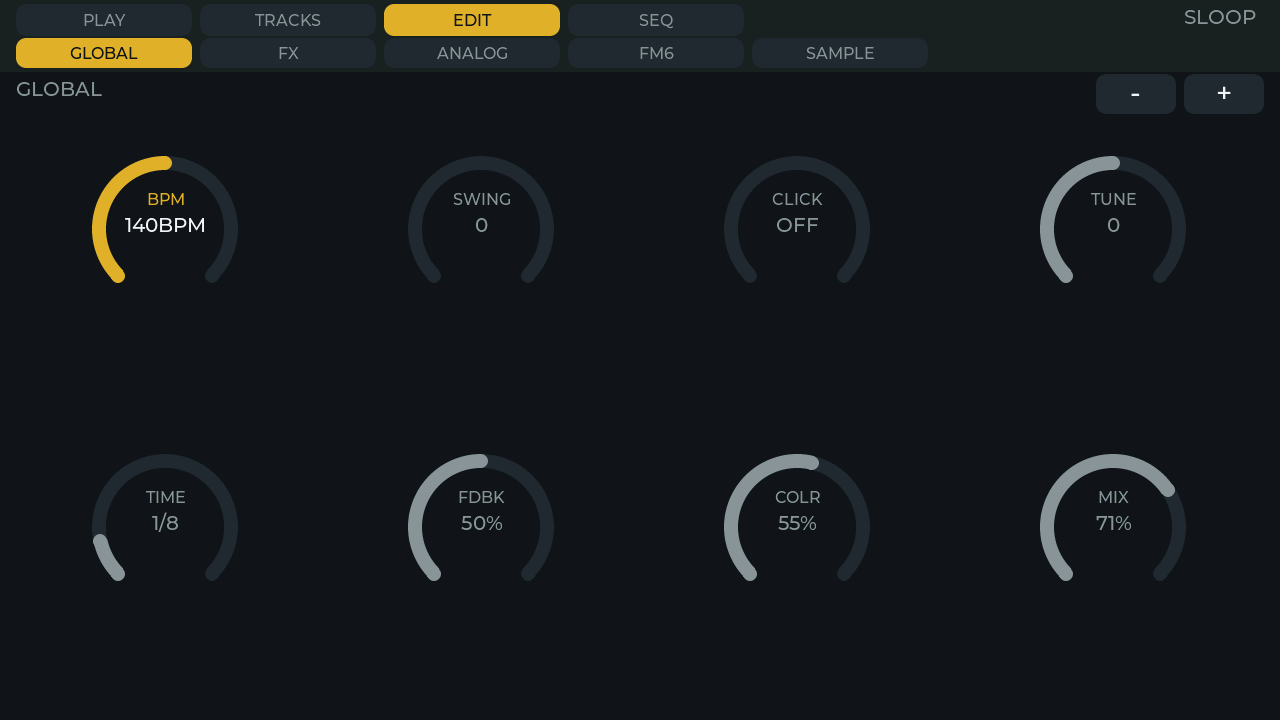 PLAY TRACKS EDIT SEQ SLOOP
GLOBAL FX ANALOG FM6 SAMPLE
GLOBAL - +
BPM SWING CLICK TUNE
140BPM 0 OFF 0
TIME FDBK COLR MIX
1/8 50% 55% 71%